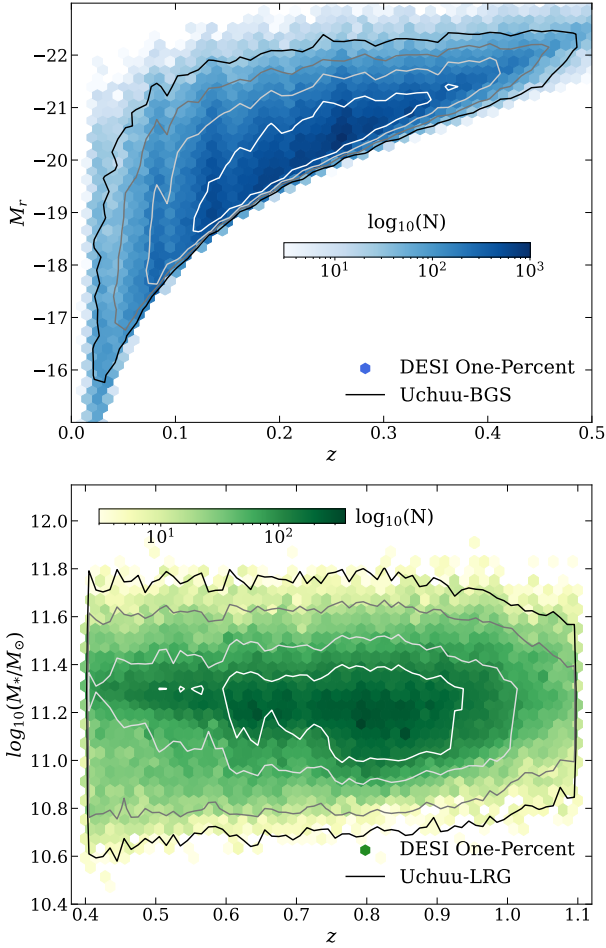 −22
−21
−20
−19
−18
−17
−16
M_r
log₁₀(N)
10¹ 10² 10³
DESI One-Percent
Uchuu-BGS
0.0 0.1 0.2 0.3 0.4 0.5
z
12.0
11.8
11.6
11.4
11.2
11.0
10.8
10.6
10.4
log₁₀(M_*/M_⊙)
log₁₀(N)
10¹ 10²
DESI One-Percent
Uchuu-LRG
0.4 0.5 0.6 0.7 0.8 0.9 1.0 1.1
z